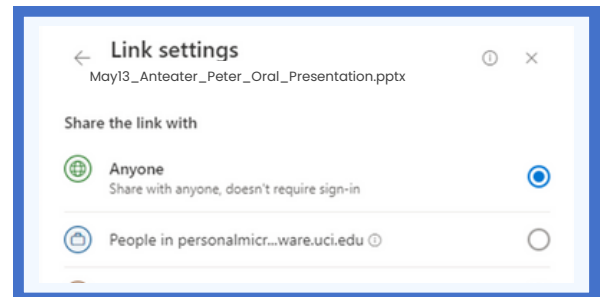 Link settings
May13_Anteater_Peter_Oral_Presentation.pptx
Share the link with
Anyone
Share with anyone, doesn't require sign-in
People in personalmicr...ware.uci.edu